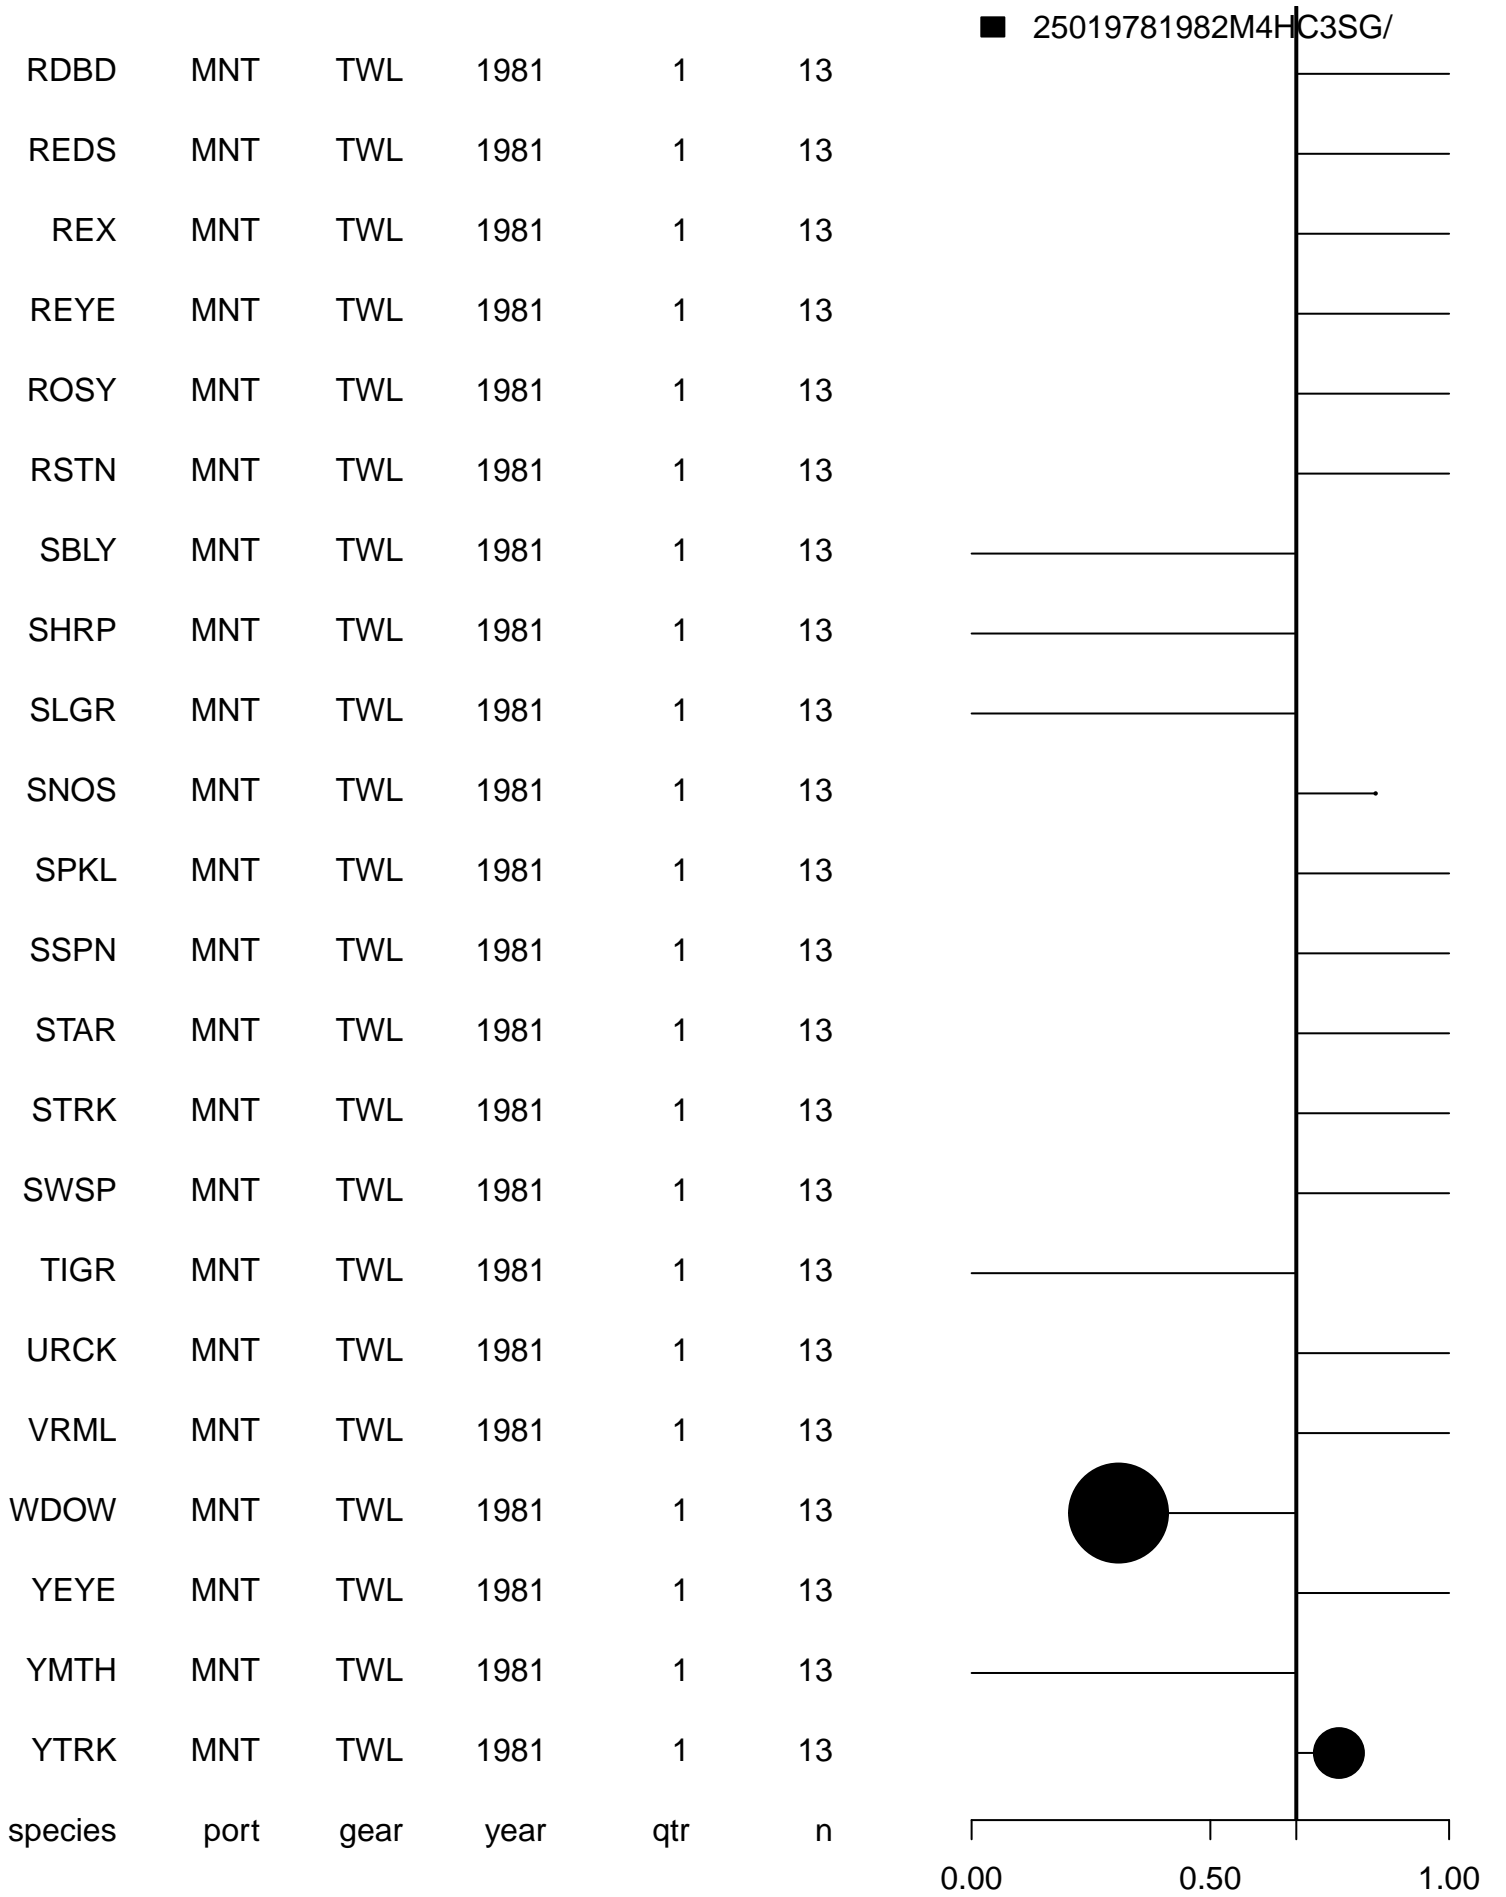 25019781982M4HC3SG/
RDBD MNT TWL 1981 1 13
REDS MNT TWL 1981 1 13
REX MNT TWL 1981 1 13
REYE MNT TWL 1981 1 13
ROSY MNT TWL 1981 1 13
RSTN MNT TWL 1981 1 13
SBLY MNT TWL 1981 1 13
SHRP MNT TWL 1981 1 13
SLGR MNT TWL 1981 1 13
SNOS MNT TWL 1981 1 13
SPKL MNT TWL 1981 1 13
SSPN MNT TWL 1981 1 13
STAR MNT TWL 1981 1 13
STRK MNT TWL 1981 1 13
SWSP MNT TWL 1981 1 13
TIGR MNT TWL 1981 1 13
URCK MNT TWL 1981 1 13
VRML MNT TWL 1981 1 13
WDOW MNT TWL 1981 1 13
YEYE MNT TWL 1981 1 13
YMTH MNT TWL 1981 1 13
YTRK MNT TWL 1981 1 13
species port gear year qtr n
0.00 0.50 1.00